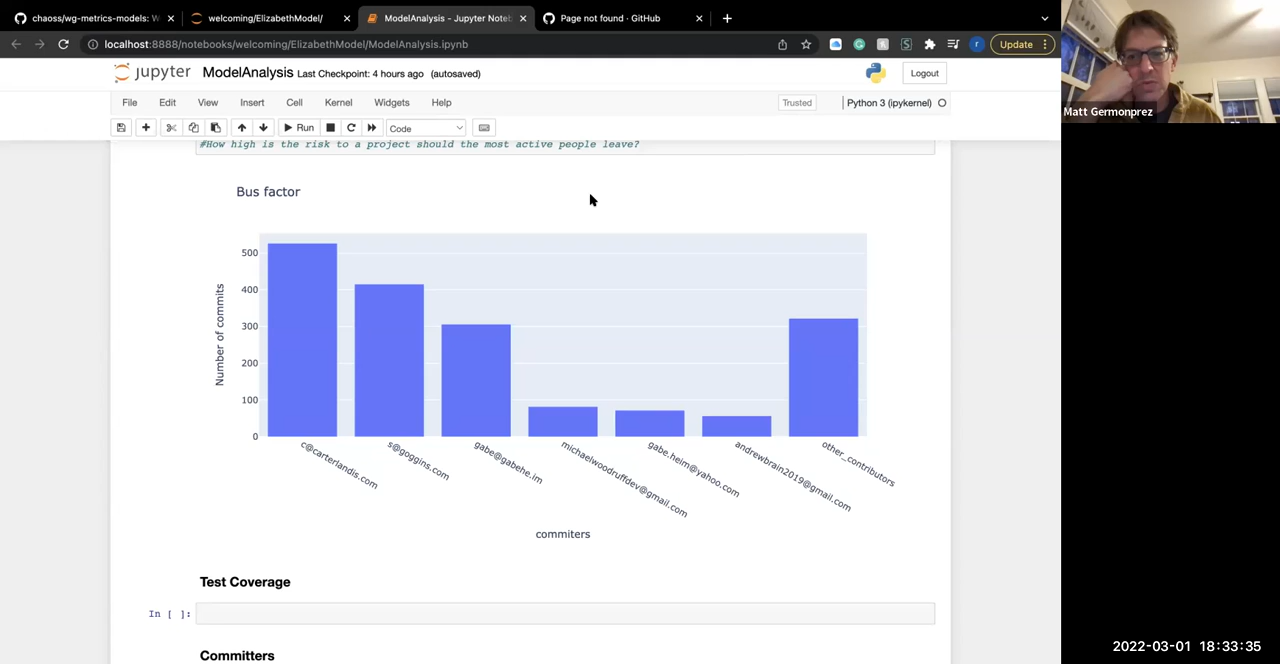 chaoss/wg-metrics-models: W
welcoming/ElizabethModel/
ModelAnalysis - Jupyter Note
Page not found · GitHub
localhost:8888/notebooks/welcoming/ElizabethModel/ModelAnalysis.ipynb
Update
jupyter ModelAnalysis Last Checkpoint: 4 hours ago (autosaved)
Logout
File Edit View Insert Cell Kernel Widgets Help
Trusted
Python 3 (ipykernel)
Run
Code
#How high is the risk to a project should the most active people leave?
Bus factor
500
400
300
200
100
0
Number of commits
c@carterlandis.com
s@goggins.com
gabe@gabehe.im
michaelwoodruffdev@gmail.com
gabe.heim@yahoo.com
andrewbrain2019@gmail.com
other_contributors
commiters
Test Coverage
In [ ]:
Committers
Matt Germonprez
2022-03-01 18:33:35